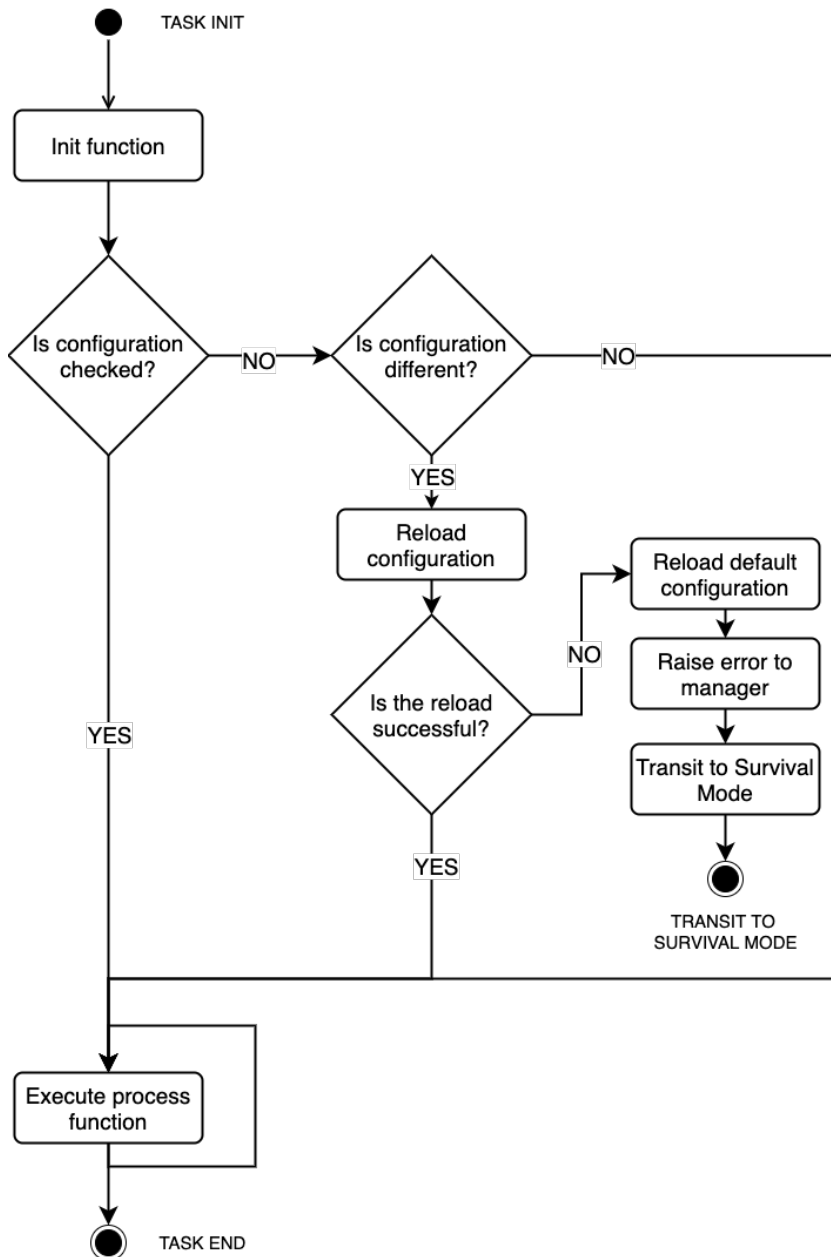 TASK INIT
Init function
Is configuration
checked?
NO
Is configuration
different?
NO
YES
Reload
configuration
Reload default
configuration
NO
Raise error to
manager
Is the reload
successful?
YES
Transit to Survival
Mode
YES
TRANSIT TO
SURVIVAL MODE
Execute process
function
TASK END